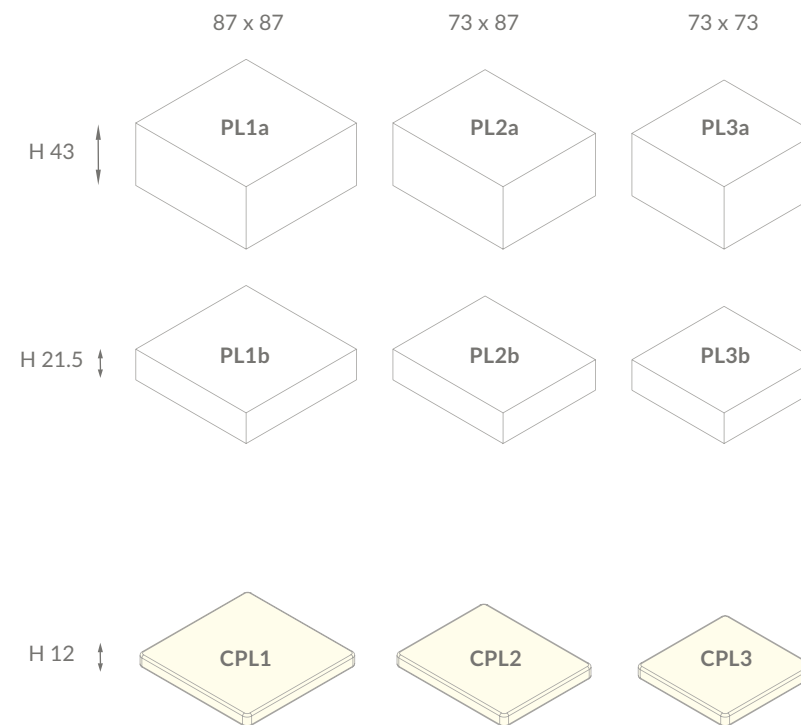 87 x 87 73 x 87 73 x 73
PL1a PL2a PL3a
H 43
PL1b PL2b PL3b
H 21.5
CPL1 CPL2 CPL3
H 12